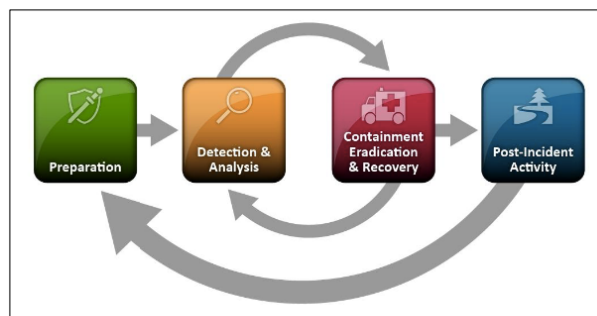 Preparation
Detection &
Analysis
Containment
Eradication
& Recovery
Post-Incident
Activity